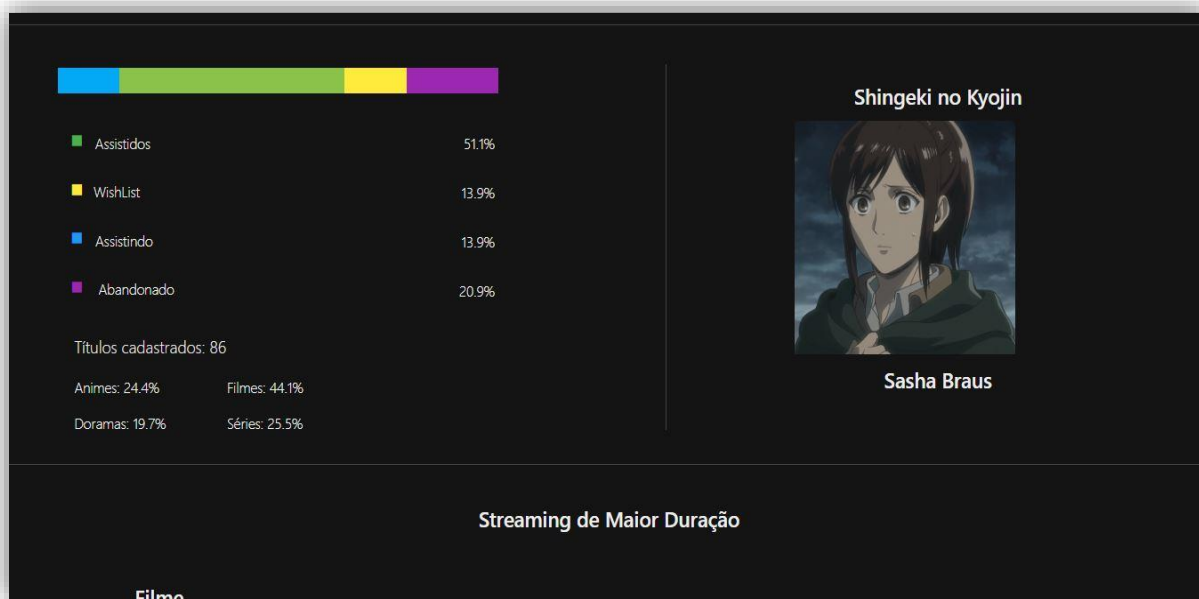 Assistidos 51.1%
WishList 13.9%
Assistindo 13.9%
Abandonado 20.9%
Títulos cadastrados: 86
Animes: 24.4% Filmes: 44.1%
Doramas: 19.7% Séries: 25.5%
Shingeki no Kyojin
Sasha Braus
Streaming de Maior Duração
Filme